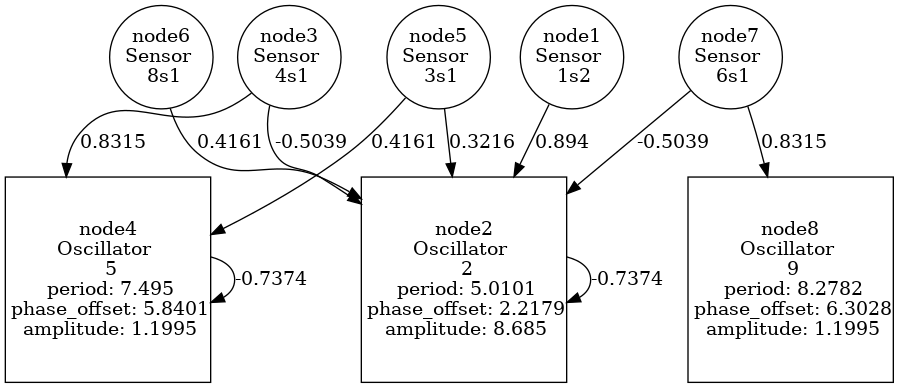 node6
Sensor
8s1
node3
Sensor
4s1
node5
Sensor
3s1
node1
Sensor
1s2
node7
Sensor
6s1
0.8315
0.4161
-0.5039
0.4161
0.3216
0.894
-0.5039
0.8315
node4
Oscillator
5
period: 7.495
phase_offset: 5.8401
amplitude: 1.1995
-0.7374
node2
Oscillator
2
period: 5.0101
phase_offset: 2.2179
amplitude: 8.685
-0.7374
node8
Oscillator
9
period: 8.2782
phase_offset: 6.3028
amplitude: 1.1995